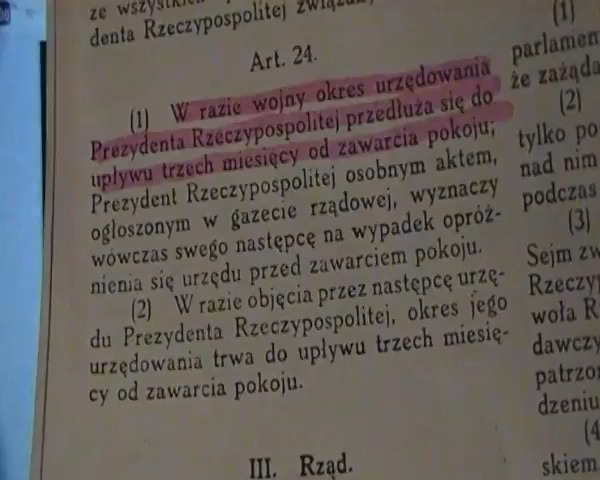 ze wszystkich
denta Rzeczypospolitej
Art. 24.
(1) W razie wojny okres urzędowania
Prezydenta Rzeczypospolitej przedłuża się do
upływu trzech miesięcy od zawarcia pokoju;
Prezydent Rzeczypospolitej osobnym aktem,
ogłoszonym w gazecie rządowej, wyznaczy
wówczas swego następcę na wypadek opróż-
nienia się urzędu przed zawarciem pokoju.
(2) W razie objęcia przez następcę urzę-
du Prezydenta Rzeczypospolitej, okres jego
urzędowania trwa do upływu trzech miesię-
cy od zawarcia pokoju.
III. Rząd.
(1)
parlamen
że zażąda
(2)
tylko po
nad nim
podczas
(3)
Sejm zw
Rzeczyp
woła R
dawczy
patrzo
dzeniu
(4
skiem